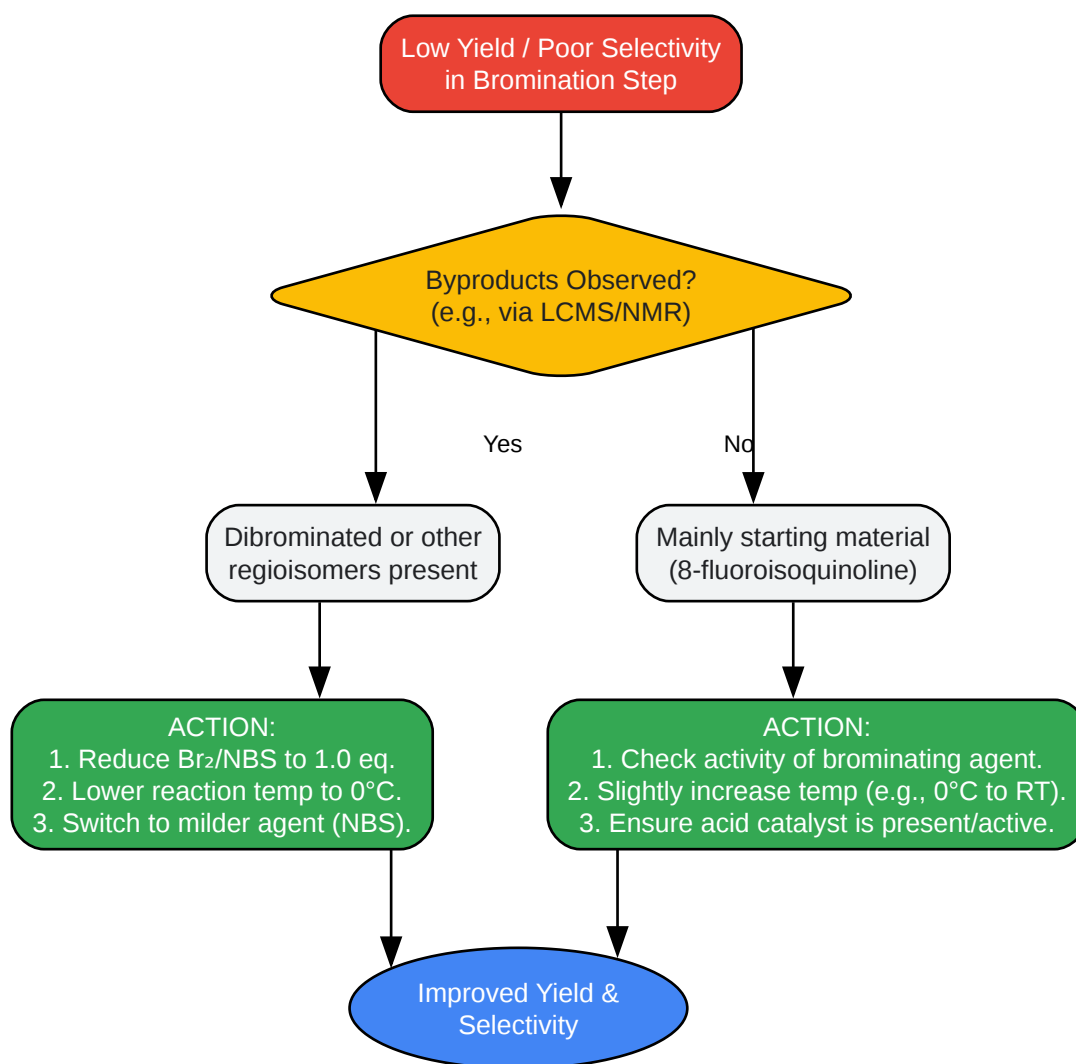 Low Yield / Poor Selectivity
in Bromination Step
Byproducts Observed?
(e.g., via LCMS/NMR)
Yes
No
Dibrominated or other
regioisomers present
Mainly starting material
(8-fluoroisoquinoline)
ACTION:
1. Reduce Br₂/NBS to 1.0 eq.
2. Lower reaction temp to 0°C.
3. Switch to milder agent (NBS).
ACTION:
1. Check activity of brominating agent.
2. Slightly increase temp (e.g., 0°C to RT).
3. Ensure acid catalyst is present/active.
Improved Yield &
Selectivity